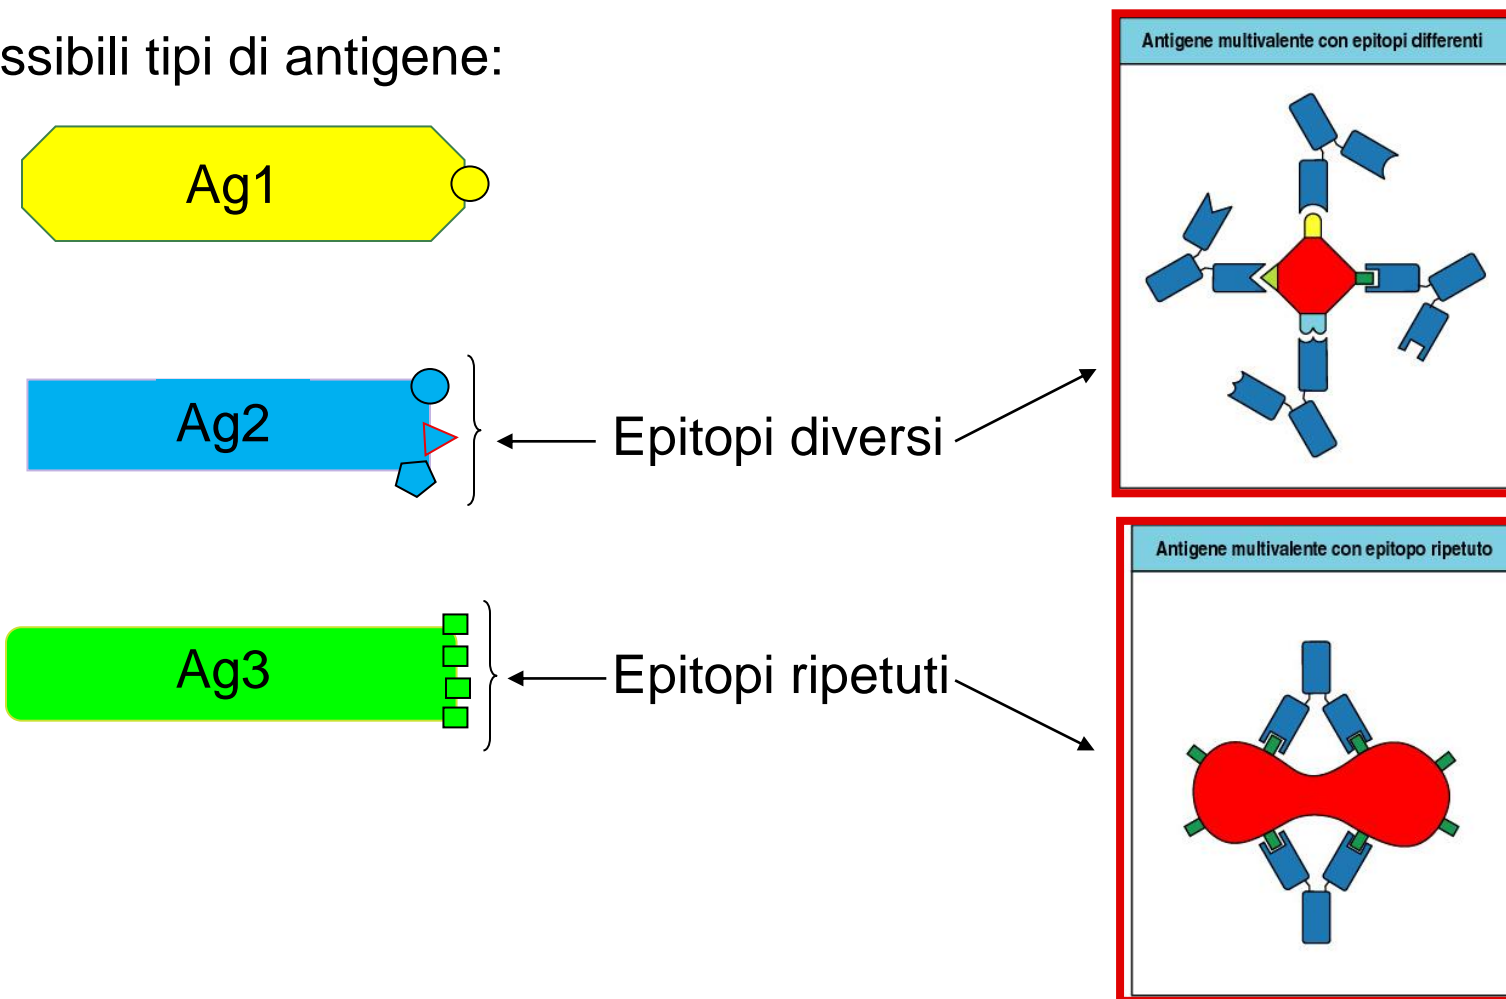 ssibili tipi di antigene:
Antigene multivalente con epitopi differenti
Ag1
Ag2
Epitopi diversi
Antigene multivalente con epitopo ripetuto
Ag3
Epitopi ripetuti